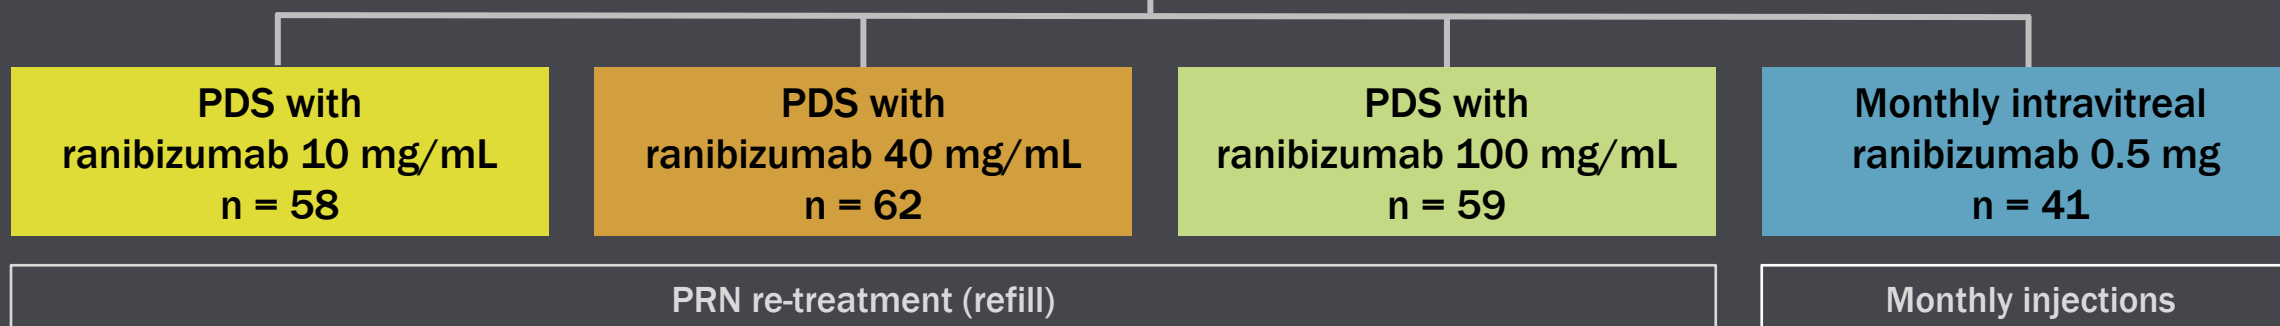 PDS with
ranibizumab 10 mg/mL
n = 58
PDS with
ranibizumab 40 mg/mL
n = 62
PDS with
ranibizumab 100 mg/mL
n = 59
Monthly intravitreal
ranibizumab 0.5 mg
n = 41
PRN re-treatment (refill)
Monthly injections